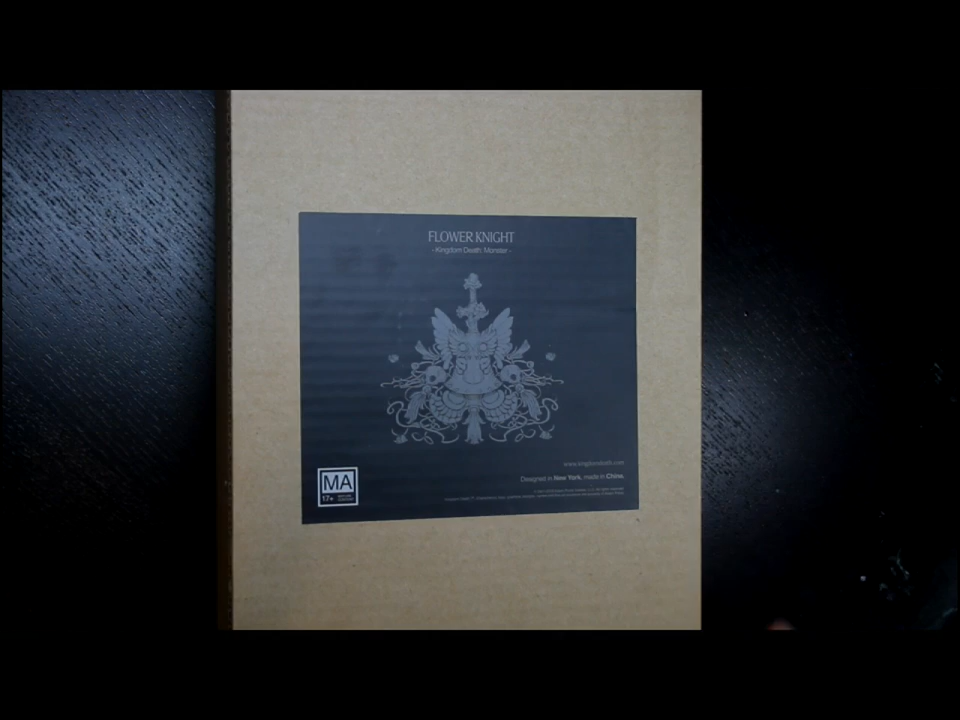 FLOWER KNIGHT
- Kingdom Death: Monster -
www.kingdomdeath.com
Designed in New York, made in China.
MA
17+